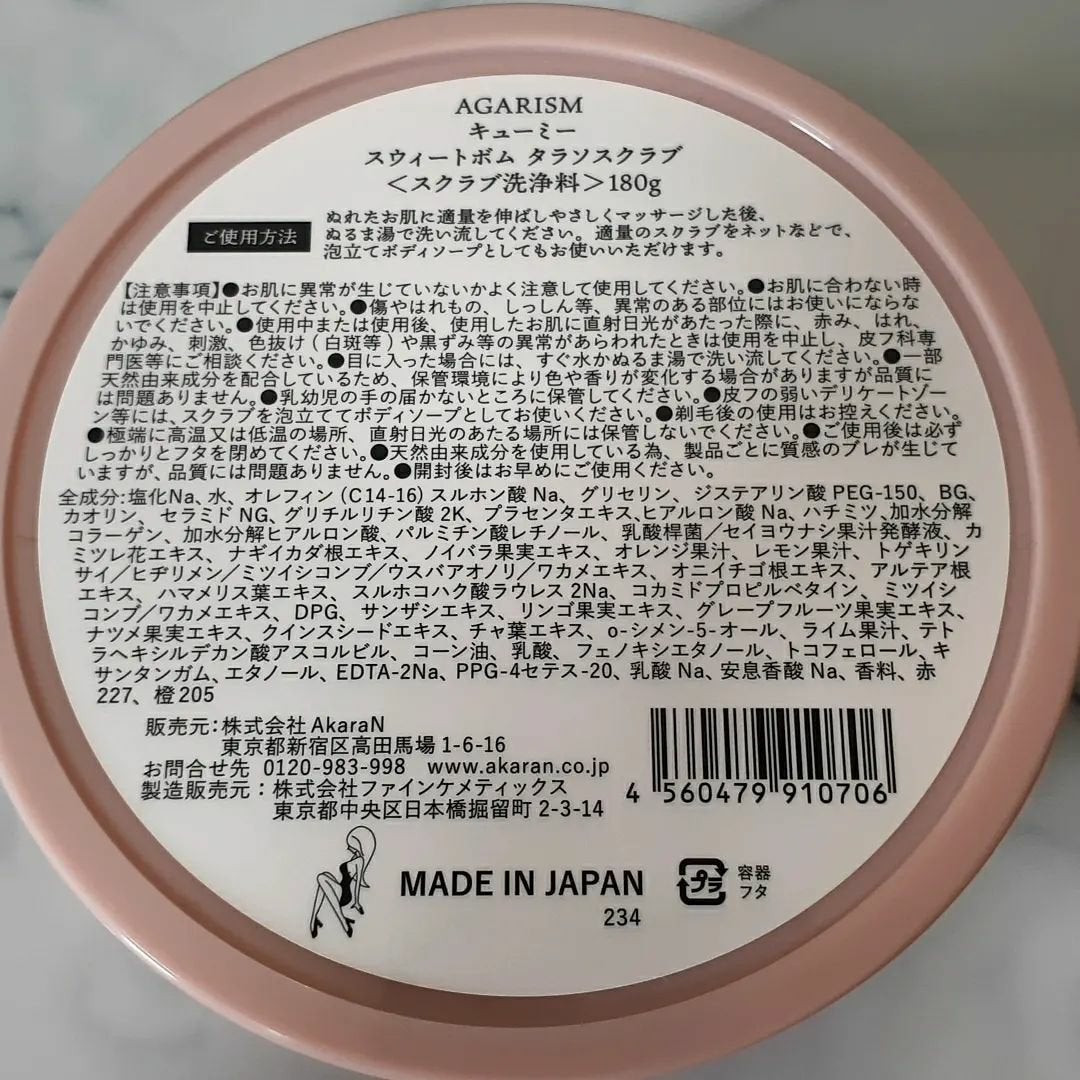 AGARISM
キューミー
スウィートボム タラソスクラブ
＜スクラブ洗浄料＞180g
ご使用方法
ぬれたお肌に適量を伸ばしやさしくマッサージした後、
ぬるま湯で洗い流してください。適量のスクラブをネットなどで、
泡立てボディソープとしてもお使いいただけます。
【注意事項】●お肌に異常が生じていないかよく注意して使用してください。●お肌に合わない時
は使用を中止してください。●傷やはれもの、しっしん等、異常のある部位にはお使いにならな
いでください。●使用中または使用後、使用したお肌に直射日光があたった際に、赤み、はれ、
かゆみ、刺激、色抜け(白斑等)や黒ずみ等の異常があらわれたときは使用を中止し、皮フ科専
門医等にご相談ください。●目に入った場合には、すぐ水かぬるま湯で洗い流してください。●一部
天然由来成分を配合しているため、保管環境により色や香りが変化する場合がありますが品質に
は問題ありません。●乳幼児の手の届かないところに保管してください。●皮フの弱いデリケートゾー
ン等には、スクラブを泡立ててボディソープとしてお使いください。●剃毛後の使用はお控えください。
●極端に高温又は低温の場所、直射日光のあたる場所には保管しないでください。●ご使用後は必ず
しっかりとフタを閉めてください。●天然由来成分を使用している為、製品ごとに質感のブレが生じて
いますが、品質には問題ありません。●開封後はお早めにご使用ください。
全成分:塩化Na、水、オレフィン(C14-16)スルホン酸Na、グリセリン、ジステアリン酸PEG-150、BG、
カオリン、セラミドNG、グリチルリチン酸2K、プラセンタエキス、ヒアルロン酸Na、ハチミツ、加水分解
コラーゲン、加水分解ヒアルロン酸、パルミチン酸レチノール、乳酸桿菌／セイヨウナシ果汁発酵液、カ
ミツレ花エキス、ナギイカダ根エキス、ノイバラ果実エキス、オレンジ果汁、レモン果汁、トゲキリン
サイ／ヒヂリメン／ミツイシコンブ／ウスバアオノリ／ワカメエキス、オニイチゴ根エキス、アルテア根
エキス、ハマメリス葉エキス、スルホコハク酸ラウレス2Na、コカミドプロピルベタイン、ミツイシ
コンブ／ワカメエキス、DPG、サンザシエキス、リンゴ果実エキス、グレープフルーツ果実エキス、
ナツメ果実エキス、クインスシードエキス、チャ葉エキス、o-シメン-5-オール、ライム果汁、テト
ラヘキシルデカン酸アスコルビル、コーン油、乳酸、フェノキシエタノール、トコフェロール、キ
サンタンガム、エタノール、EDTA-2Na、PPG-4セテス-20、乳酸Na、安息香酸Na、香料、赤
227、橙205
販売元：株式会社AkaraN
東京都新宿区高田馬場1-6-16
お問合せ先 0120-983-998 www.akaran.co.jp
製造販売元：株式会社ファインケメティックス
東京都中央区日本橋掘留町2-3-14
4 560479 910706
MADE IN JAPAN
234
プラ
容器
フタ